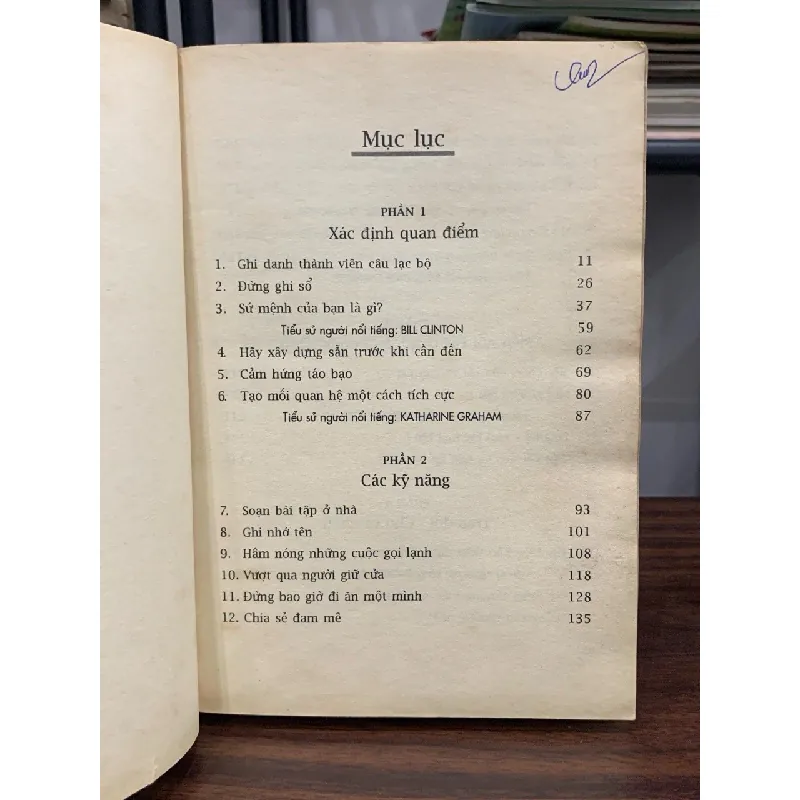 Mục lục
PHẦN 1
Xác định quan điểm
1. Ghi danh thành viên câu lạc bộ 11
2. Đừng ghi sổ 26
3. Sứ mệnh của bạn là gì? 37
Tiểu sử người nổi tiếng: BILL CLINTON 59
4. Hãy xây dựng sẵn trước khi cần đến 62
5. Cảm hứng táo bạo 69
6. Tạo mối quan hệ một cách tích cực 80
Tiểu sử người nổi tiếng: KATHARINE GRAHAM 87
PHẦN 2
Các kỹ năng
7. Soạn bài tập ở nhà 93
8. Ghi nhớ tên 101
9. Hâm nóng những cuộc gọi lạnh 108
10. Vượt qua người giữ cửa 118
11. Đừng bao giờ đi ăn một mình 128
12. Chia sẻ đam mê 135